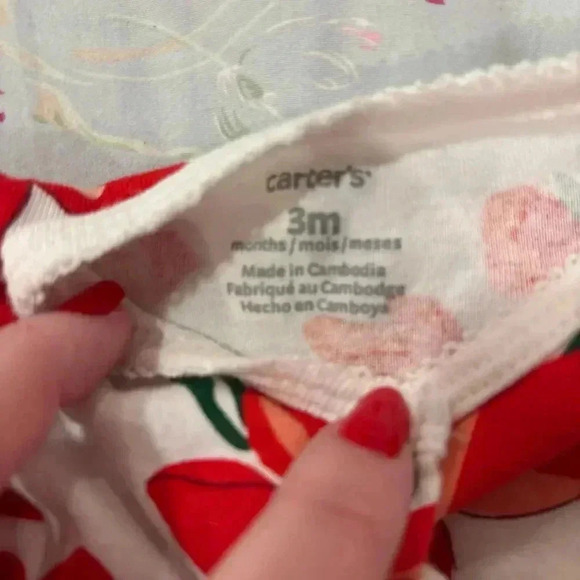 carter's
3m
months/mois/meses
Made in Cambodia
Fabriqué au Cambodge
Hecho en Camboya